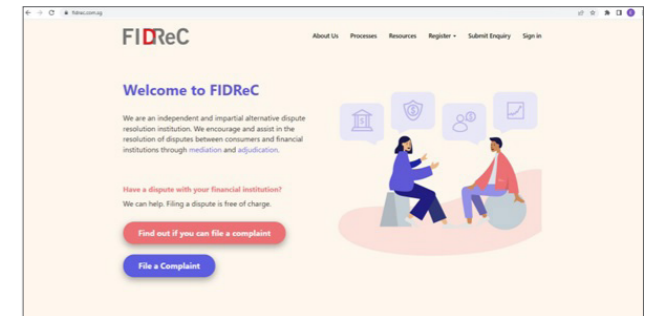 fidrec.com.sg
FIDReC
About Us Processes Resources Register Submit Enquiry Sign in
Welcome to FIDReC
We are an independent and impartial alternative dispute
resolution institution. We encourage and assist in the
resolution of disputes between consumers and financial
institutions through mediation and adjudication.
Have a dispute with your financial institution?
We can help. Filing a dispute is free of charge.
Find out if you can file a complaint
File a Complaint